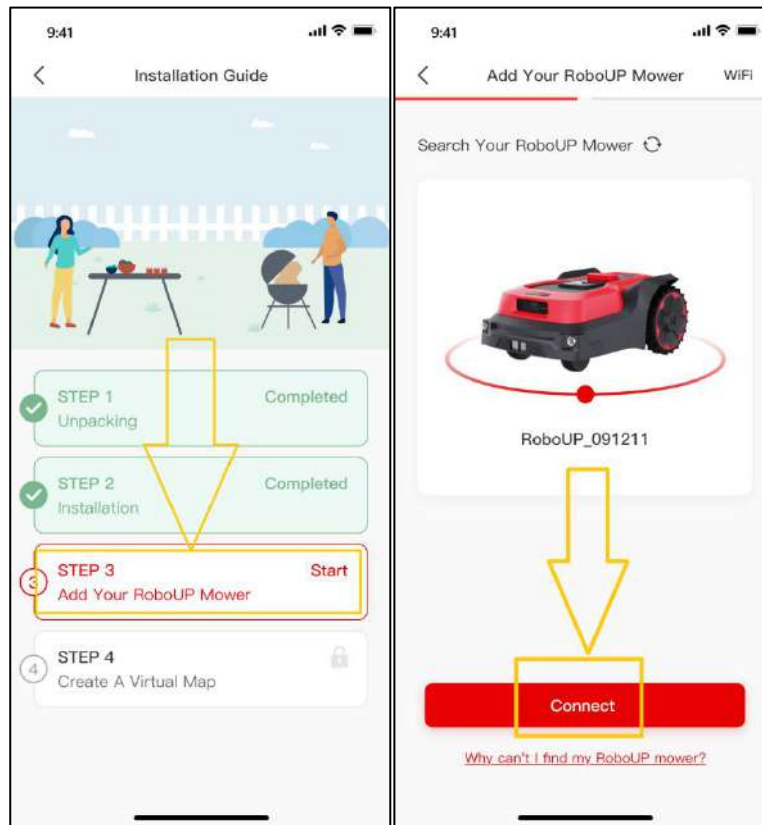 9:41
Installation Guide
STEP 1 Completed
Unpacking
STEP 2 Completed
Installation
3
STEP 3 Start
Add Your RoboUP Mower
4
STEP 4
Create A Virtual Map
9:41
Add Your RoboUP Mower WiFi
Search Your RoboUP Mower
RoboUP_091211
Connect
Why can't I find my RoboUP mower?